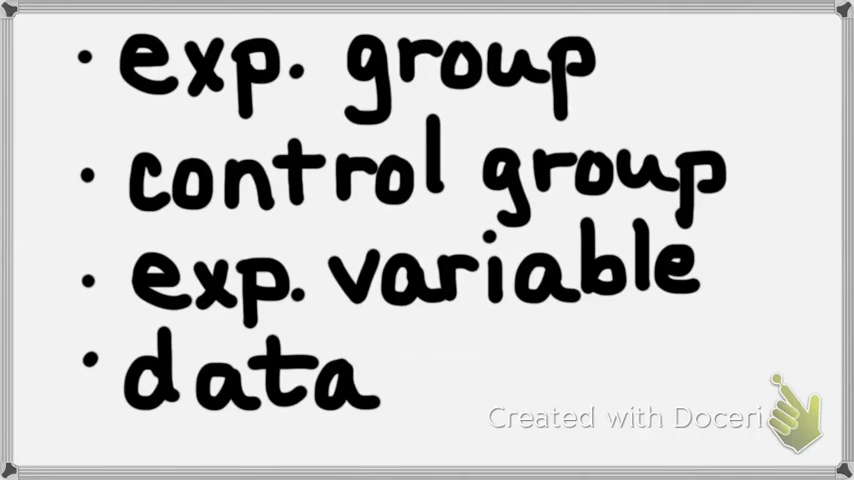 • exp. group
• control group
• exp. variable
• data
Created with Doceri